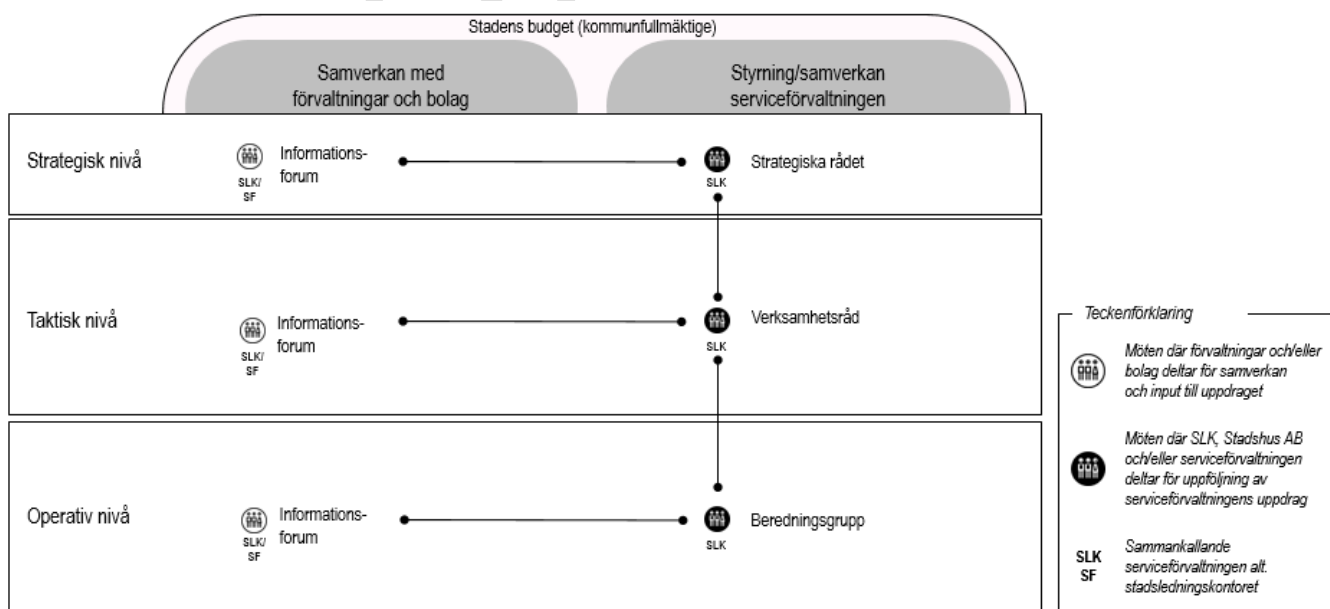 Stadens budget (kommunfullmäktige)
Samverkan med
förvaltningar och bolag
Styrning/samverkan
serviceförvaltningen
Strategisk nivå
Informations-
forum
SLK/
SF
Strategiska rådet
SLK
Taktisk nivå
Informations-
forum
SLK/
SF
Verksamhetsråd
SLK
Operativ nivå
Informations-
forum
SLK/
SF
Beredningsgrupp
SLK
Teckenförklaring
Möten där förvaltningar och/eller
bolag deltar för samverkan
och input till uppdraget
Möten där SLK, Stadshus AB
och/eller serviceförvaltningen
deltar för uppföljning av
serviceförvaltningens uppdrag
SLK
SF
Sammankallande
serviceförvaltningen alt.
stadsledningskontoret